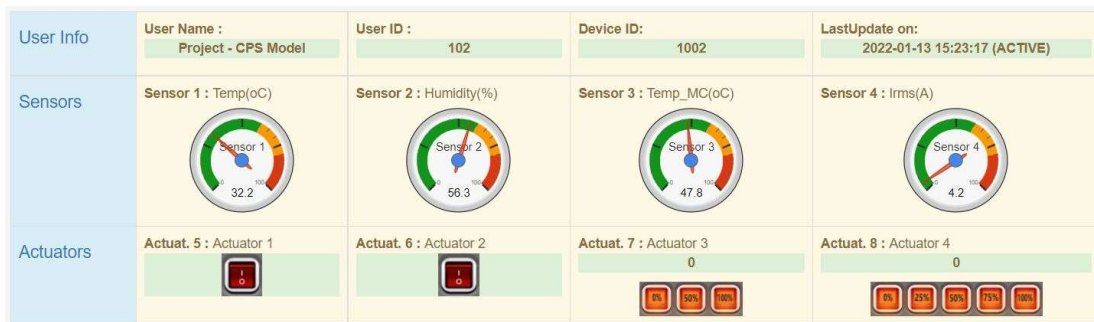 User Info
User Name :
Project - CPS Model
User ID :
102
Device ID:
1002
LastUpdate on:
2022-01-13 15:23:17 (ACTIVE)
Sensors
Sensor 1 : Temp(oC)
Sensor 1
0 100
32.2
Sensor 2 : Humidity(%)
Sensor 2
0 100
56.3
Sensor 3 : Temp_MC(oC)
Sensor 3
0 100
47.8
Sensor 4 : Irms(A)
Sensor 4
0 100
4.2
Actuators
Actuat. 5 : Actuator 1
I
O
Actuat. 6 : Actuator 2
I
O
Actuat. 7 : Actuator 3
0
0% 50% 100%
Actuat. 8 : Actuator 4
0
0% 25% 50% 75% 100%